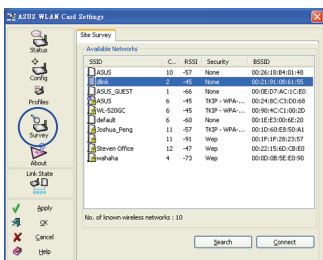 ASUS WLAN Card Settings
Status
Config
Profiles
Survey
About
Link State
Apply
OK
Cancel
Help
Site Survey
Available Networks
SSID C... RSSI Security BSSID
ASUS 10 -57 None 00:26:18:B4:01:48
dlink 2 -45 None 00:21:91:08:61:55
ASUS_GUEST 1 -66 None 00:0E:D7:AC:1C:E0
ASUS 6 -45 TKIP - WPA-... 00:24:8C:C3:D0:68
WL-520GC 6 -66 TKIP - WPA-... 00:90:4C:C1:00:2D
default 6 -60 None 00:1E:E3:00:6E:20
Joshua_Peng 11 -57 TKIP - WPA-... 00:1D:60:E8:50:A1
11 -91 Wep 00:1F:1F:28:23:57
Steven Office 12 -47 Wep 00:22:15:6D:CB:E0
wahaha 4 -73 Wep 00:0D:0B:5E:E0:90
No. of known wireless networks : 10
Search
Connect